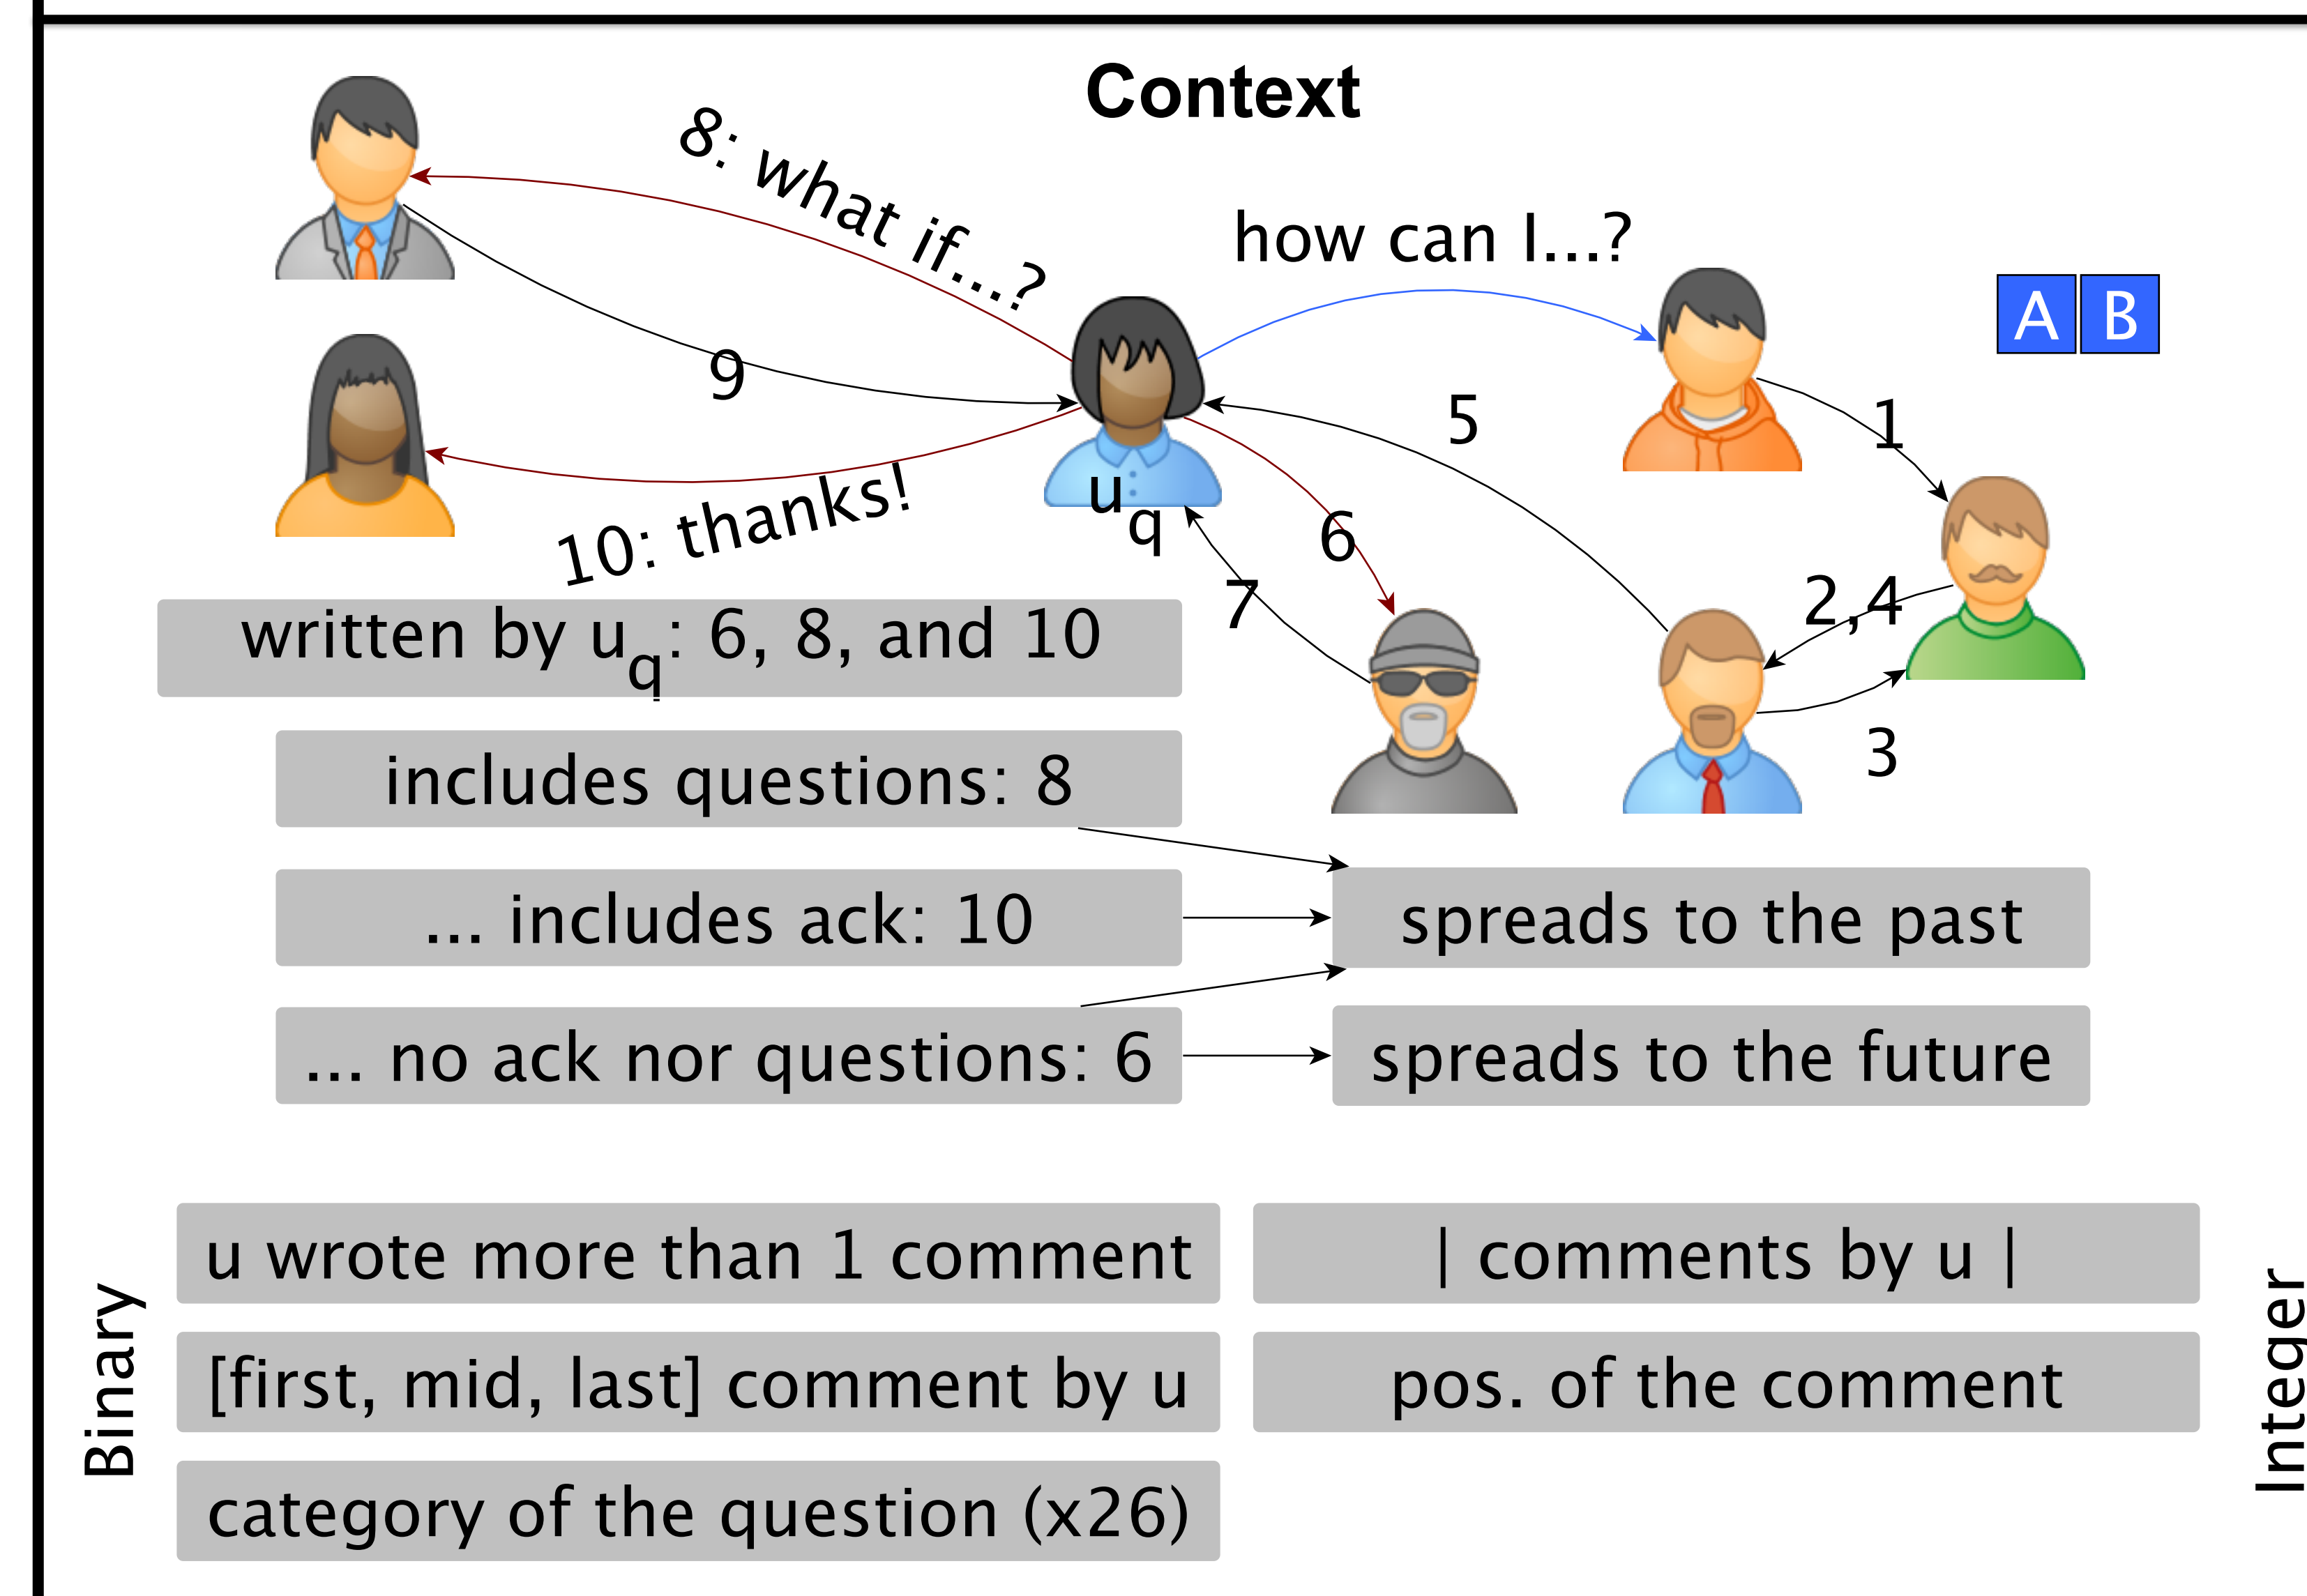 Context
8: what if...?
how can I...?
A B
9
5
1
u
q
6
10: thanks!
7
2,4
3
written by u
q
: 6, 8, and 10
includes questions: 8
... includes ack: 10
spreads to the past
... no ack nor questions: 6
spreads to the future
Binary
u wrote more than 1 comment
| comments by u |
[first, mid, last] comment by u
pos. of the comment
category of the question (x26)
Integer